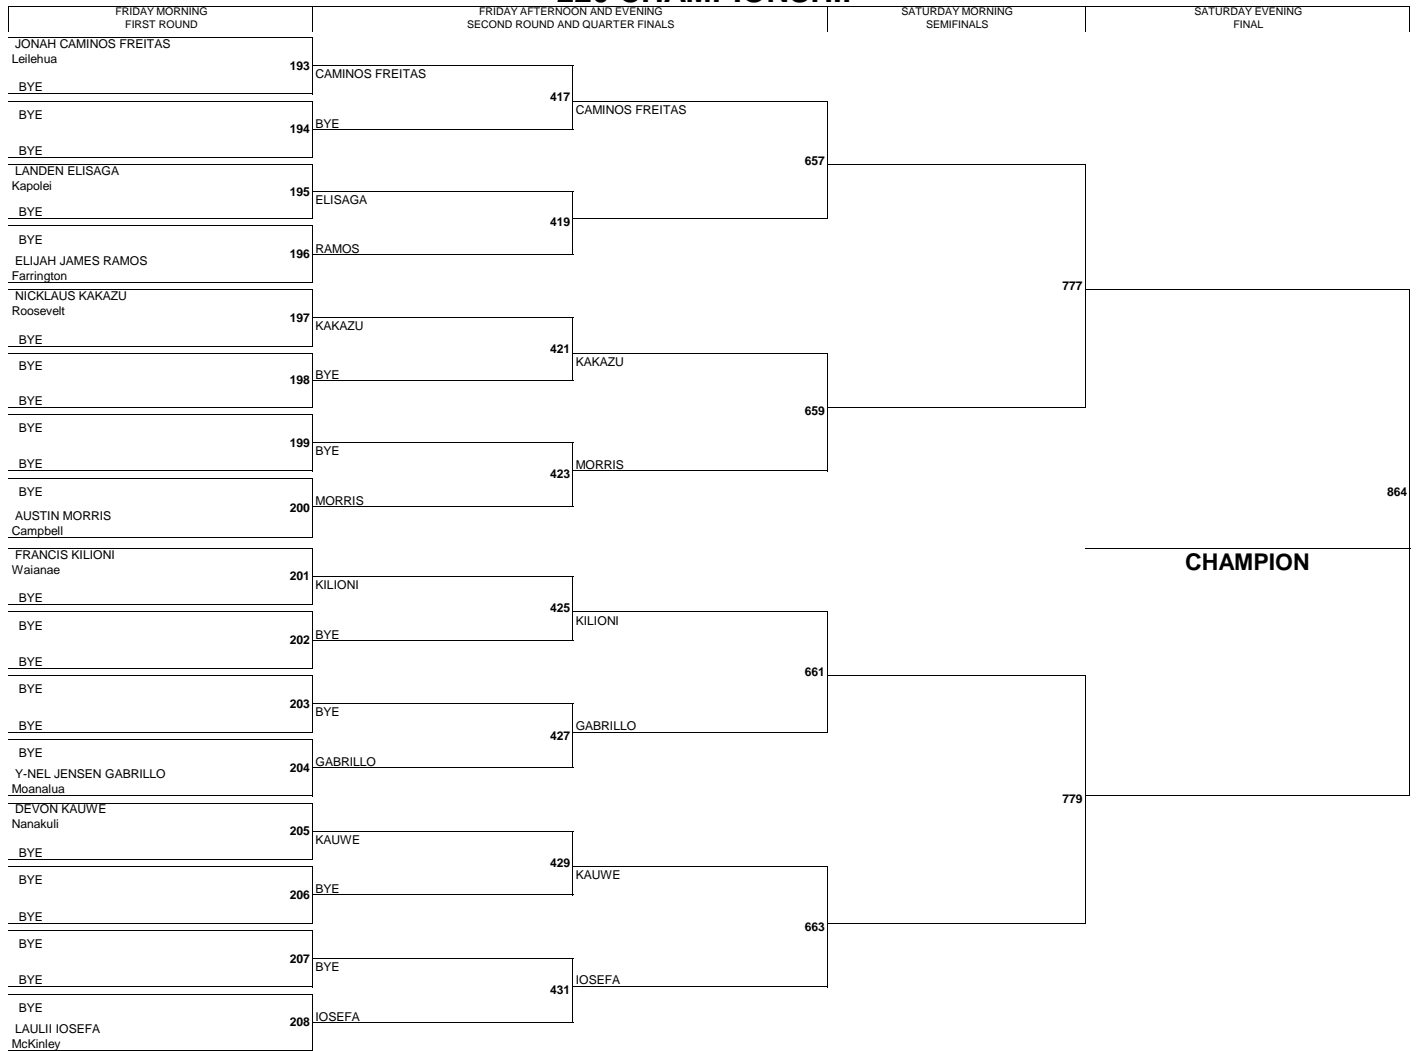 FRIDAY MORNING
FIRST ROUND
FRIDAY AFTERNOON AND EVENING
SECOND ROUND AND QUARTER FINALS
SATURDAY MORNING
SEMIFINALS
SATURDAY EVENING
FINAL
JONAH CAMINOS FREITAS
Leilehua
193
BYE
CAMINOS FREITAS
417
BYE
194
BYE
BYE
CAMINOS FREITAS
657
LANDEN ELISAGA
Kapolei
195
BYE
ELISAGA
419
BYE
196
RAMOS
ELIJAH JAMES RAMOS
Farrington
777
NICKLAUS KAKAZU
Roosevelt
197
BYE
KAKAZU
421
BYE
198
BYE
BYE
KAKAZU
659
BYE
199
BYE
BYE
423
MORRIS
BYE
200
MORRIS
AUSTIN MORRIS
Campbell
864
CHAMPION
FRANCIS KILIONI
Waianae
201
BYE
KILIONI
425
BYE
202
BYE
BYE
KILIONI
661
BYE
203
BYE
BYE
427
GABRILLO
BYE
204
GABRILLO
Y-NEL JENSEN GABRILLO
Moanalua
779
DEVON KAUWE
Nanakuli
205
BYE
KAUWE
429
BYE
206
BYE
BYE
KAUWE
663
BYE
207
BYE
BYE
431
IOSEFA
BYE
208
IOSEFA
LAULII IOSEFA
McKinley